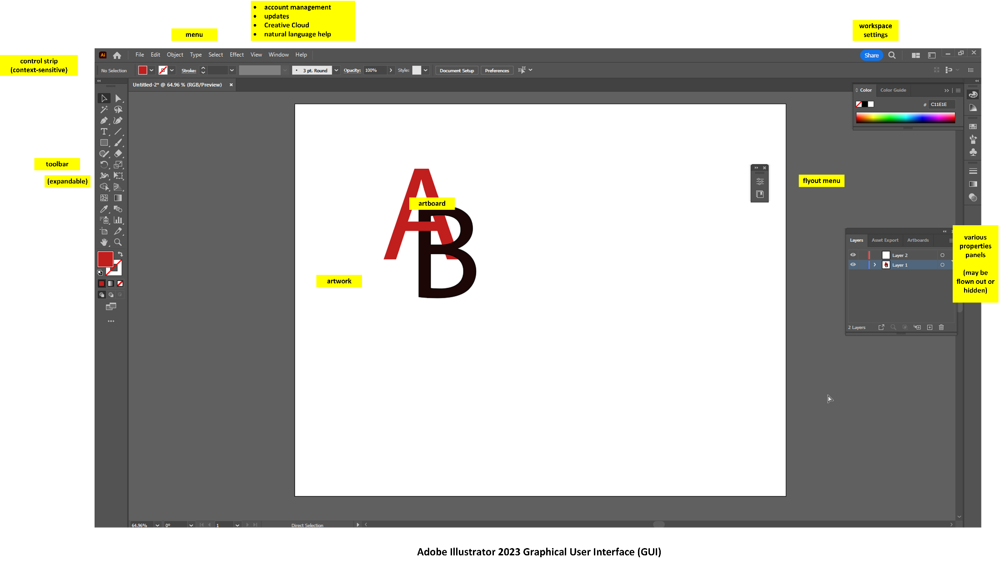 • account management
• updates
• Creative Cloud
• natural language help
menu
workspace
settings
control strip
(context-sensitive)
Ai
File Edit Object Type Select Effect View Window Help
Share
No Selection
Stroke:
• 3 pt. Round
Opacity: 100%
Style:
Document Setup
Preferences
Untitled-2* @ 64.96 % (RGB/Preview) ×
Color
Color Guide
# C11E1E
T
toolbar
(expandable)
flyout menu
A
artboard
B
artwork
Layers
Asset Export
Artboards
Layer 2
Layer 1
2 Layers
various
properties
panels
(may be
flown out or
hidden)
64.96%
0°
1
Direct Selection
Adobe Illustrator 2023 Graphical User Interface (GUI)